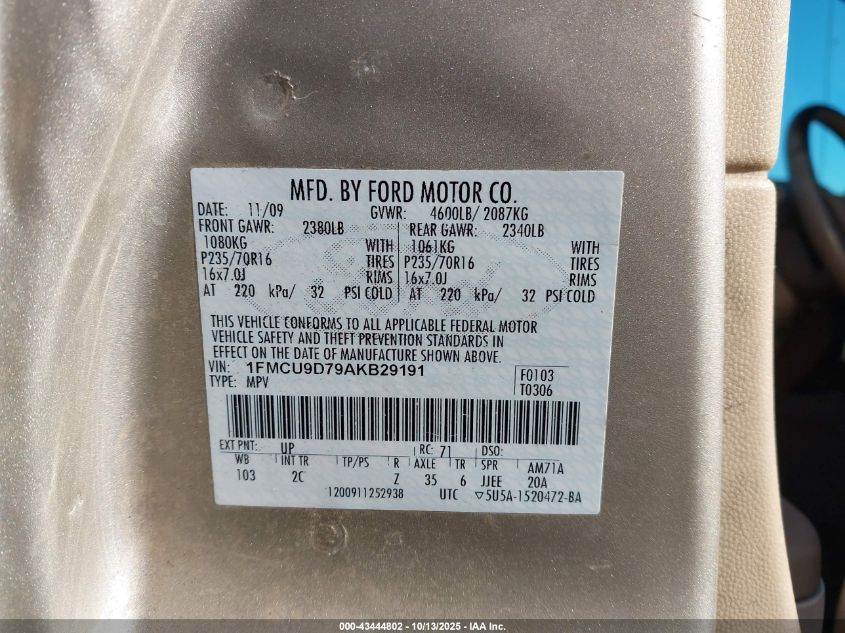 MFD. BY FORD MOTOR CO.
DATE: 11/09 GVWR: 4600LB/ 2087KG
FRONT GAWR: 2380LB REAR GAWR: 2340LB
1080KG WITH 1061KG WITH
P235/70R16 TIRES P235/70R16 TIRES
16x7.0J RIMS 16x7.0J RIMS
AT 220 kPa/ 32 PSI COLD AT 220 kPa/ 32 PSI COLD
THIS VEHICLE CONFORMS TO ALL APPLICABLE FEDERAL MOTOR
VEHICLE SAFETY AND THEFT PREVENTION STANDARDS IN
EFFECT ON THE DATE OF MANUFACTURE SHOWN ABOVE.
VIN: 1FMCU9D79AKB29191 F0103
TYPE: MPV T0306
EXT PNT: UP RC: 71 DSO:
WB INT TR TP/PS R AXLE TR SPR AM71A
103 2C Z 35 6 JJEE 20A
1200911252938 UTC ▽5U5A-1520472-BA
000-43444802 - 10/13/2025 - IAA Inc.